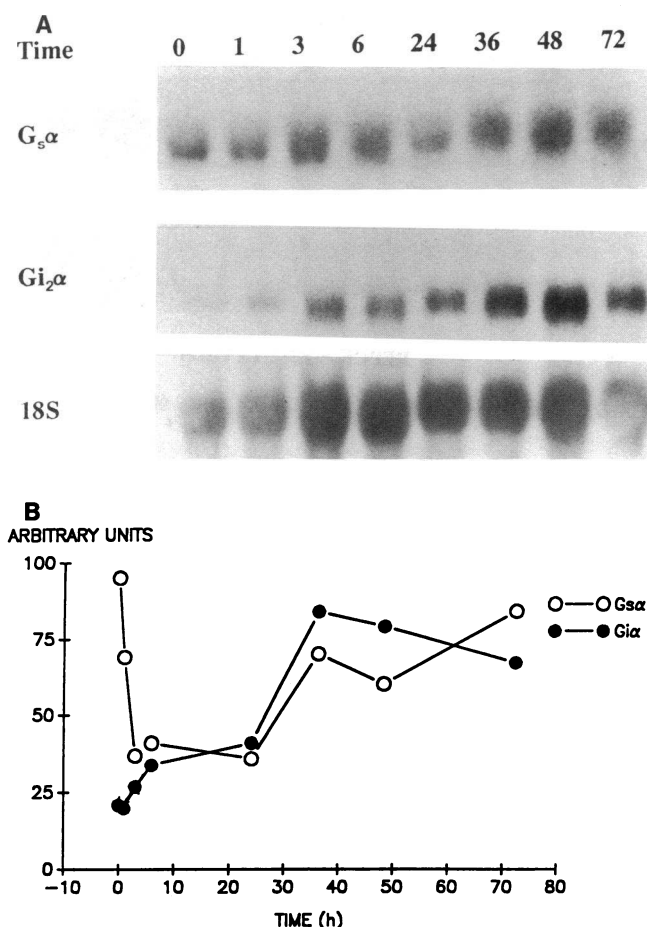 A
Time 0 1 3 6 24 36 48 72
Gₛα
Gi₂α
18S
B
ARBITRARY UNITS
100
75
50
25
0
-10 0 10 20 30 40 50 60 70 80
TIME (h)
Gsα
Giα